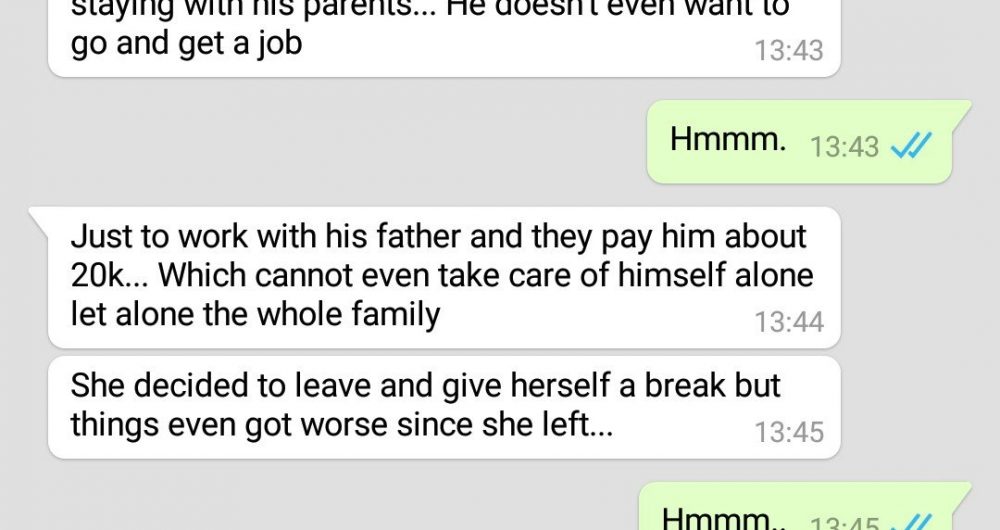 staying with his parents... He doesn't even want to
go and get a job
13:43
Hmmm. 13:43
Just to work with his father and they pay him about
20k... Which cannot even take care of himself alone
let alone the whole family
13:44
She decided to leave and give herself a break but
things even got worse since she left...
13:45
Hmmm.. 13:45